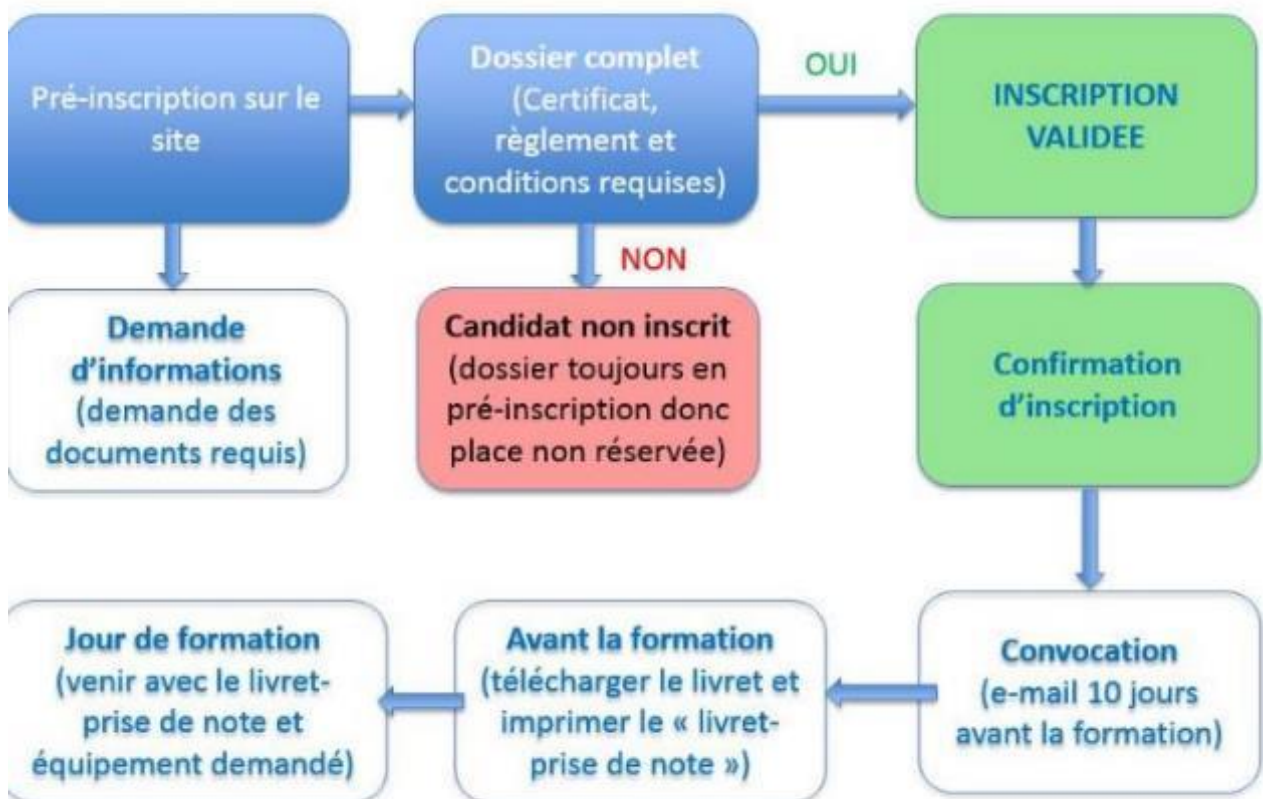 Pré-inscription sur le
site
Dossier complet
(Certificat,
règlement et
conditions requises)
OUI
INSCRIPTION
VALIDEE
NON
Demande
d'informations
(demande des
documents requis)
Candidat non inscrit
(dossier toujours en
pré-inscription donc
place non réservée)
Confirmation
d'inscription
Jour de formation
(venir avec le livret-
prise de note et
équipement demandé)
Avant la formation
(télécharger le livret et
imprimer le « livret-
prise de note »)
Convocation
(e-mail 10 jours
avant la formation)